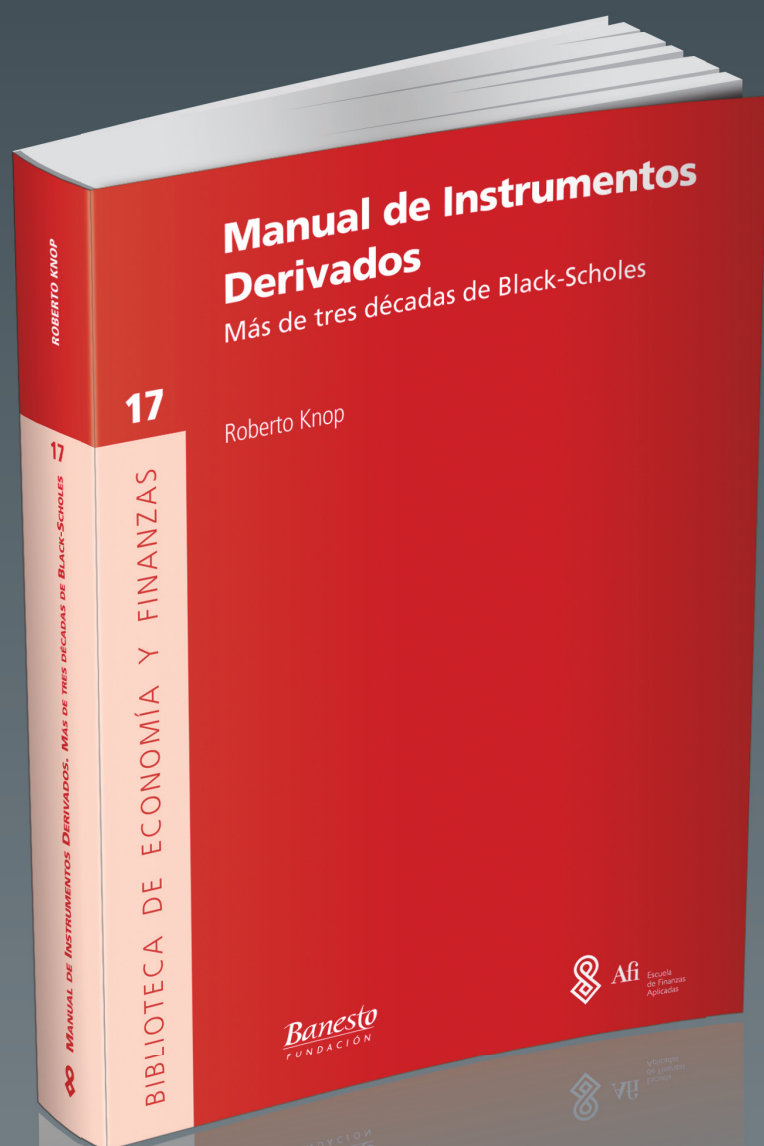 Manual de Instrumentos
Derivados
Más de tres décadas de Black-Scholes
Roberto Knop
17
BIBLIOTECA DE ECONOMÍA Y FINANZAS
Banesto
FUNDACIÓN
Afi
Escuela
de Finanzas
Aplicadas
ROBERTO KNOP
17
MANUAL DE INSTRUMENTOS DERIVADOS. MÁS DE TRES DÉCADAS DE BLACK-SCHOLES